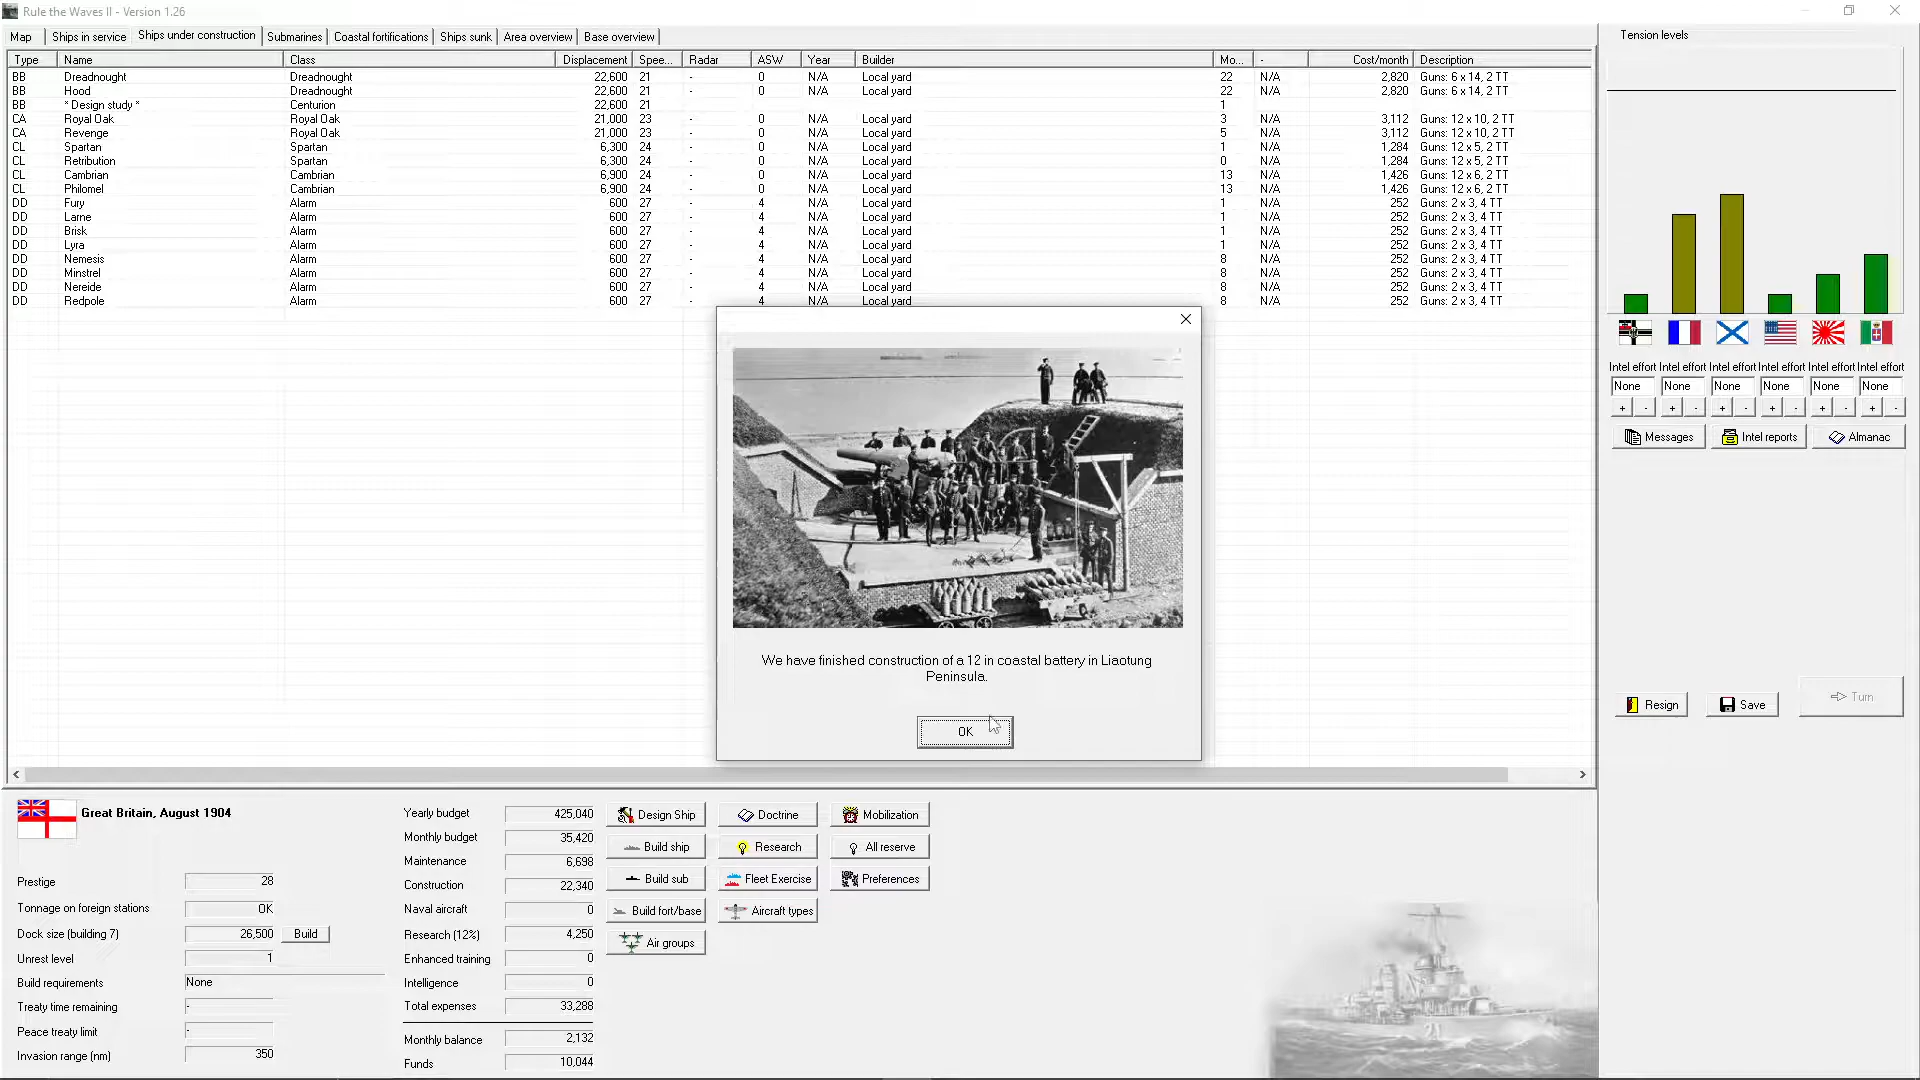 Rule the Waves II - Version 1.26
Map Ships in service Ships under construction Submarines Coastal fortifications Ships sunk Area overview Base overview
Type Name Class Displacement Spee... Radar ASW Year Builder Mo... - Cost/month Description
BB Dreadnought Dreadnought 22,600 21 - 0 N/A Local yard 22 N/A 2,820 Guns: 6 x 14, 2 TT
BB Hood Dreadnought 22,600 21 - 0 N/A Local yard 22 N/A 2,820 Guns: 6 x 14, 2 TT
BB * Design study * Centurion 22,600 21 1
CA Royal Oak Royal Oak 21,000 23 - 0 N/A Local yard 3 N/A 3,112 Guns: 12 x 10, 2 TT
CA Revenge Royal Oak 21,000 23 - 0 N/A Local yard 5 N/A 3,112 Guns: 12 x 10, 2 TT
CL Spartan Spartan 6,300 24 - 0 N/A Local yard 1 N/A 1,284 Guns: 12 x 5, 2 TT
CL Retribution Spartan 6,300 24 - 0 N/A Local yard 0 N/A 1,284 Guns: 12 x 5, 2 TT
CL Cambrian Cambrian 6,900 24 - 0 N/A Local yard 13 N/A 1,426 Guns: 12 x 6, 2 TT
CL Philomel Cambrian 6,900 24 - 0 N/A Local yard 13 N/A 1,426 Guns: 12 x 6, 2 TT
DD Fury Alarm 600 27 - 4 N/A Local yard 1 N/A 252 Guns: 2 x 3, 4 TT
DD Larne Alarm 600 27 - 4 N/A Local yard 1 N/A 252 Guns: 2 x 3, 4 TT
DD Brisk Alarm 600 27 - 4 N/A Local yard 1 N/A 252 Guns: 2 x 3, 4 TT
DD Lyra Alarm 600 27 - 4 N/A Local yard 1 N/A 252 Guns: 2 x 3, 4 TT
DD Nemesis Alarm 600 27 - 4 N/A Local yard 8 N/A 252 Guns: 2 x 3, 4 TT
DD Minstrel Alarm 600 27 - 4 N/A Local yard 8 N/A 252 Guns: 2 x 3, 4 TT
DD Nereide Alarm 600 27 - 4 N/A Local yard 8 N/A 252 Guns: 2 x 3, 4 TT
DD Redpole Alarm 600 27 - 4 N/A Local yard 8 N/A 252 Guns: 2 x 3, 4 TT
We have finished construction of a 12 in coastal battery in Liaotung
Peninsula.
OK
Tension levels
Intel effort Intel effort Intel effort Intel effort Intel effort Intel effort
None None None None None None
+ - + - + - + - + - + -
Messages Intel reports Almanac
Resign Save Turn
Great Britain, August 1904
Prestige 28
Tonnage on foreign stations OK
Dock size (building 7) 26,500 Build
Unrest level 1
Build requirements None
Treaty time remaining -
Peace treaty limit -
Invasion range (nm) 350
Yearly budget 425,040
Monthly budget 35,420
Maintenance 6,698
Construction 22,340
Naval aircraft 0
Research (12%) 4,250
Enhanced training 0
Intelligence 0
Total expenses 33,288
Monthly balance 2,132
Funds 10,044
Design Ship Doctrine Mobilization
Build ship Research All reserve
Build sub Fleet Exercise Preferences
Build fort/base Aircraft types
Air groups
21